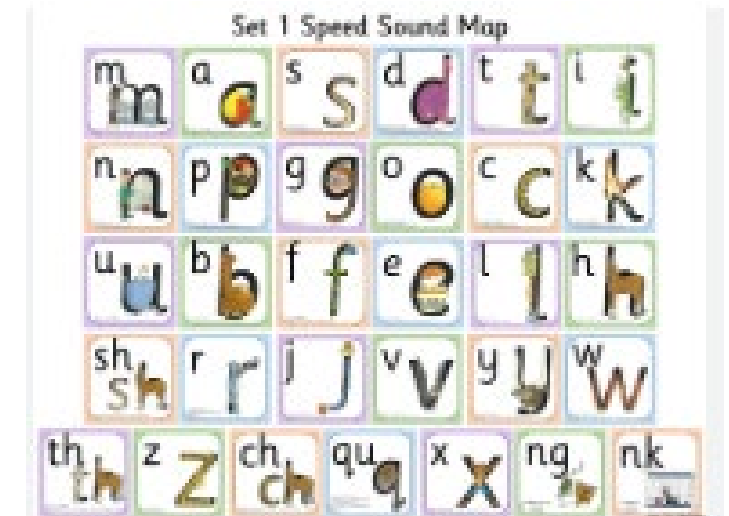 Set 1 Speed Sound Map
m a s d t i
n p g o c k
u b f e l h
sh r j v y w
th z ch qu x ng nk